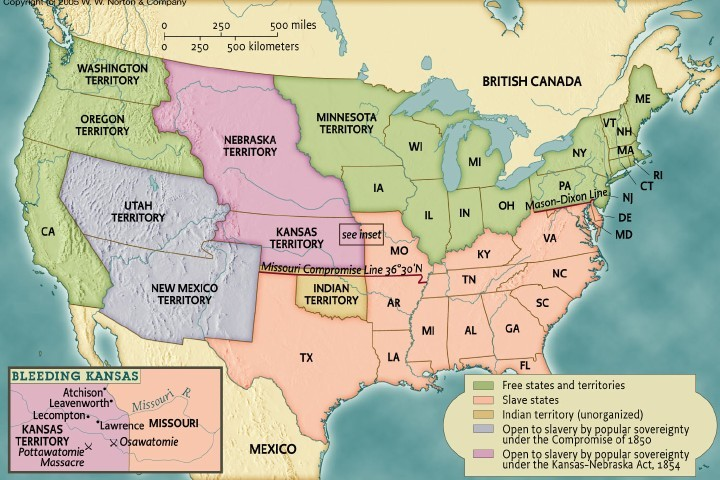 Copyright (c) 2005 W. W. Norton & Company
0 500 miles
0 250 500 kilometers
BRITISH CANADA
WASHINGTON
TERRITORY
OREGON
TERRITORY
NEBRASKA
TERRITORY
MINNESOTA
TERRITORY
WI
MI
ME
VT
NH
MA
NY
RI
CT
PA
Mason-Dixon Line
NJ
DE
MD
IA
IL
IN
OH
UTAH
TERRITORY
CA
KANSAS
TERRITORY
see inset
MO
KY
VA
Missouri Compromise Line 36°30'N
NEW MEXICO
TERRITORY
INDIAN
TERRITORY
AR
TN
NC
SC
MI
AL
GA
TX
LA
FL
MEXICO
BLEEDING KANSAS
Atchison
Leavenworth
Lecompton
Lawrence
Missouri R.
MISSOURI
KANSAS
TERRITORY
Osawatomie
Pottawatomie
Massacre
Free states and territories
Slave states
Indian territory (unorganized)
Open to slavery by popular sovereignty
under the Compromise of 1850
Open to slavery by popular sovereignty
under the Kansas-Nebraska Act, 1854